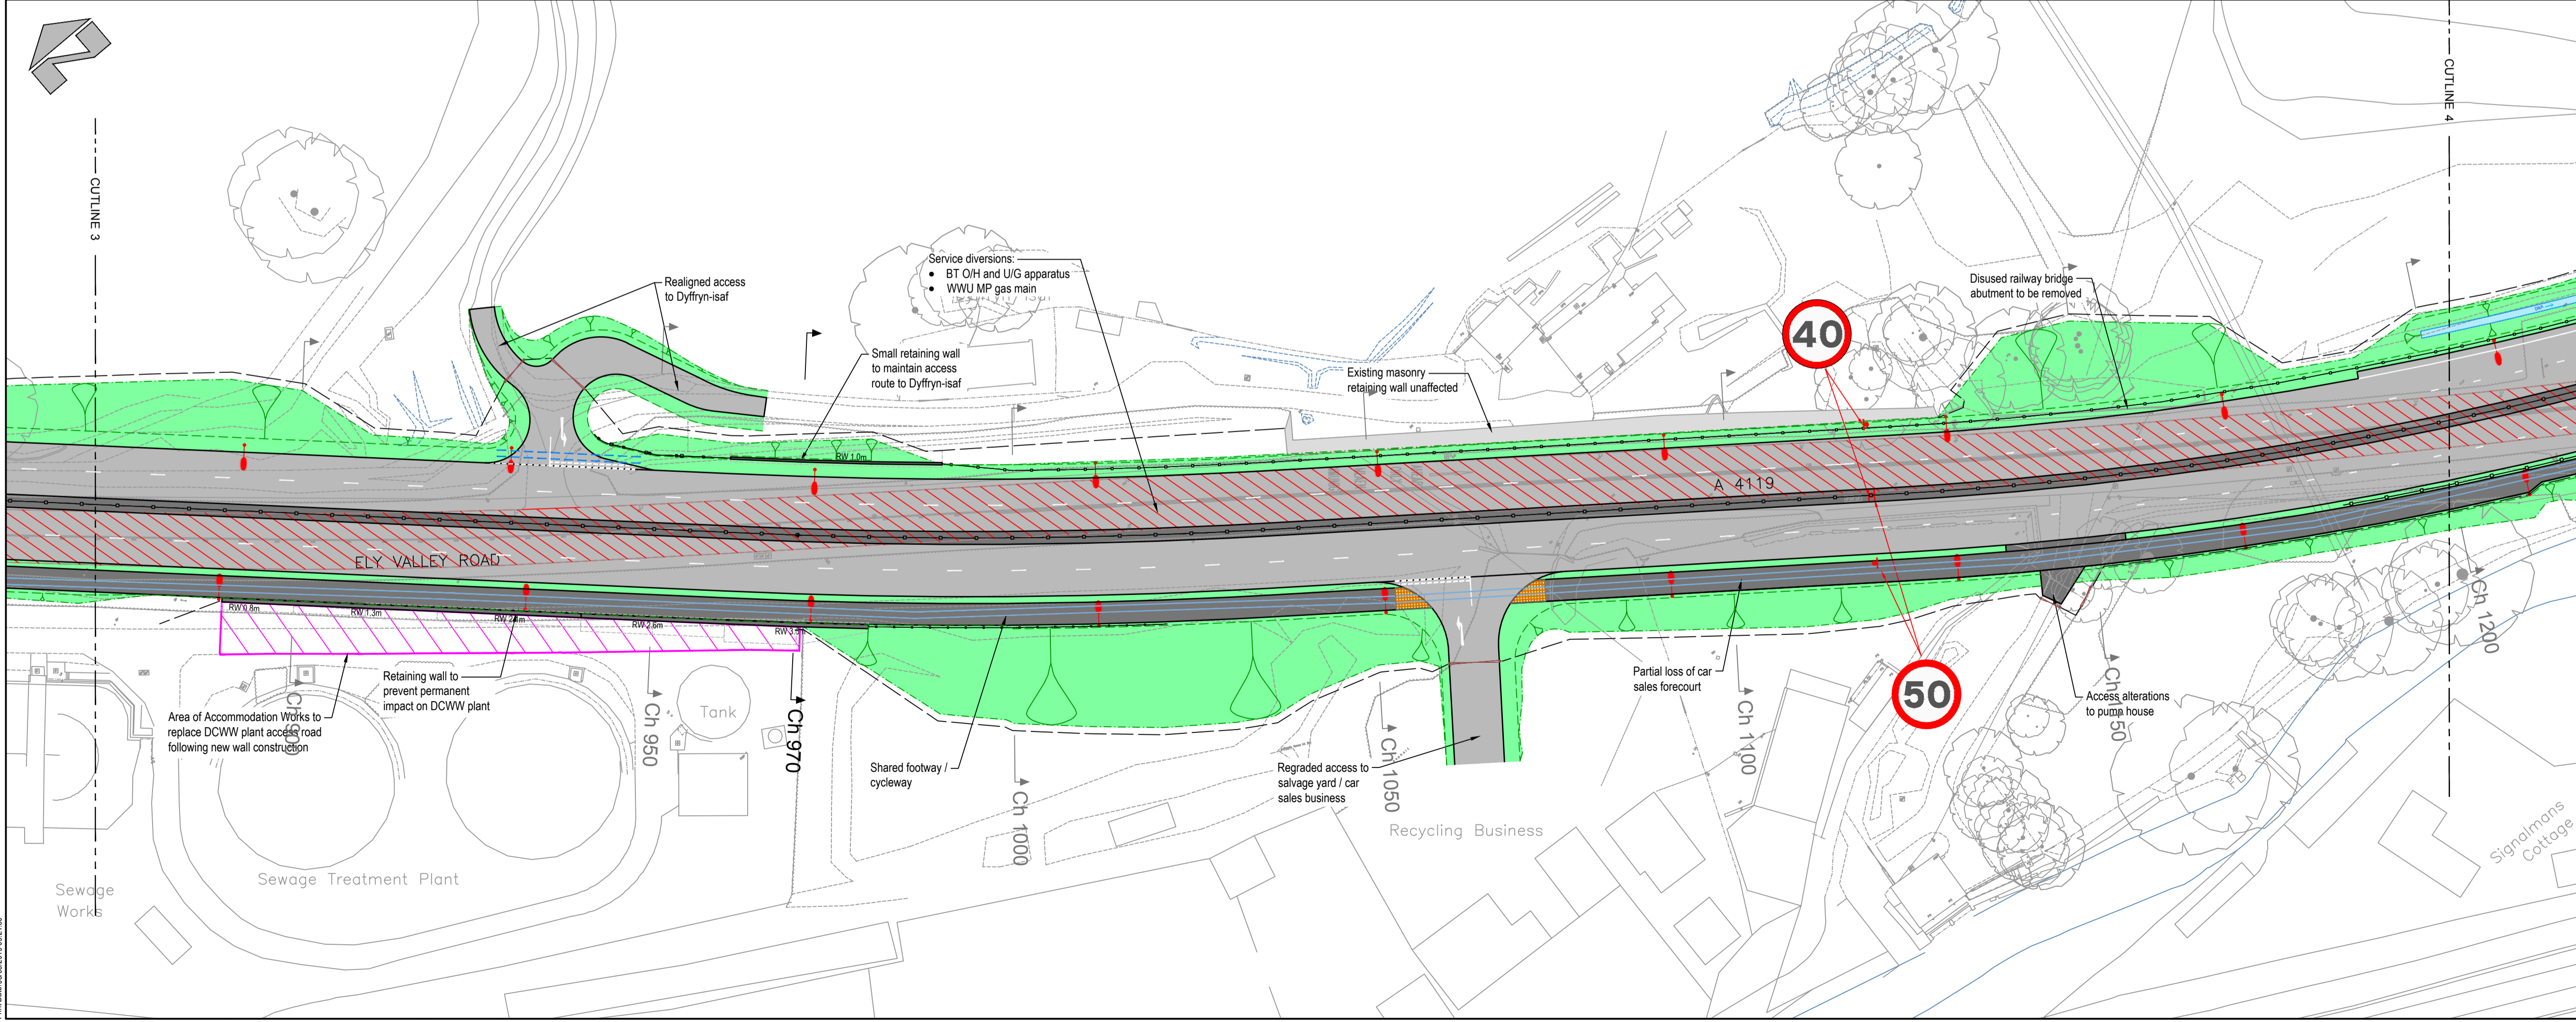 CUTLINE 3
CUTLINE 4
Realigned access
to Dyffryn-isaf
Service diversions:
• BT O/H and U/G apparatus
• WWU MP gas main
Small retaining wall
to maintain access
route to Dyffryn-isaf
RW 1.0m
Existing masonry
retaining wall unaffected
40
Disused railway bridge
abutment to be removed
A 4119
ELY VALLEY ROAD
RW 0.8m
RW 1.3m
RW 2.6m
Retaining wall to
prevent permanent
impact on DCWW plant
Area of Accommodation Works to
replace DCWW plant access road
following new wall construction
Ch 900
Ch 950
Tank
Ch 970
Shared footway /
cycleway
Ch 1000
Regraded access to
salvage yard / car
sales business
Ch 1050
Partial loss of car
sales forecourt
Ch 1100
50
Access alterations
to pump house
Ch 1150
Ch 1200
Recycling Business
Sewage Treatment Plant
Sewage
Works
FB
Signalmans
Cottage